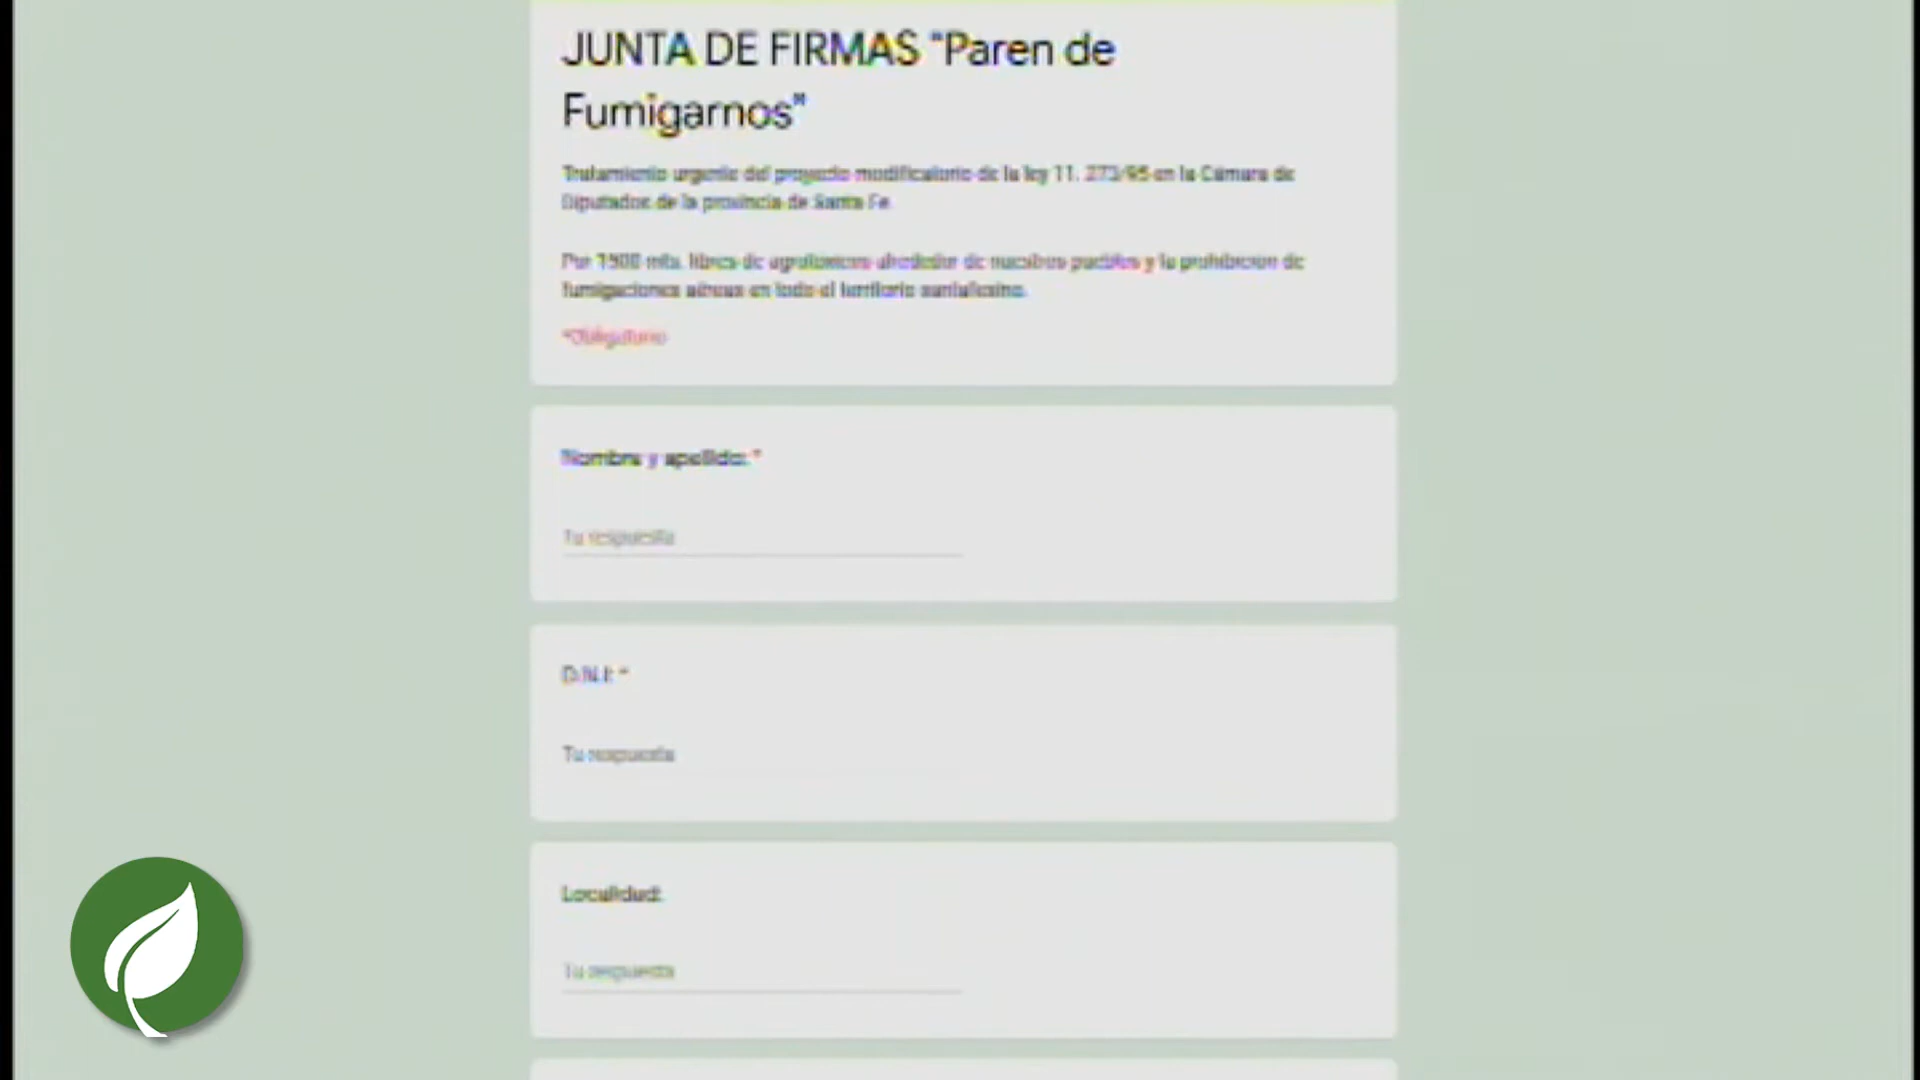 JUNTA DE FIRMAS "Paren de
Fumigarnos"
Tratamiento urgente del proyecto modificatorio de la ley 11. 273/95 en la Cámara de
Diputados de la provincia de Santa Fe
Por 1500 mts. libres de agrotóxicos alrededor de nuestros pueblos y la prohibición de
fumigaciones aéreas en todo el territorio santafesino.
*Obligatorio
Nombre y apellido: *
Tu respuesta
D.N.I: *
Tu respuesta
Localidad:
Tu respuesta